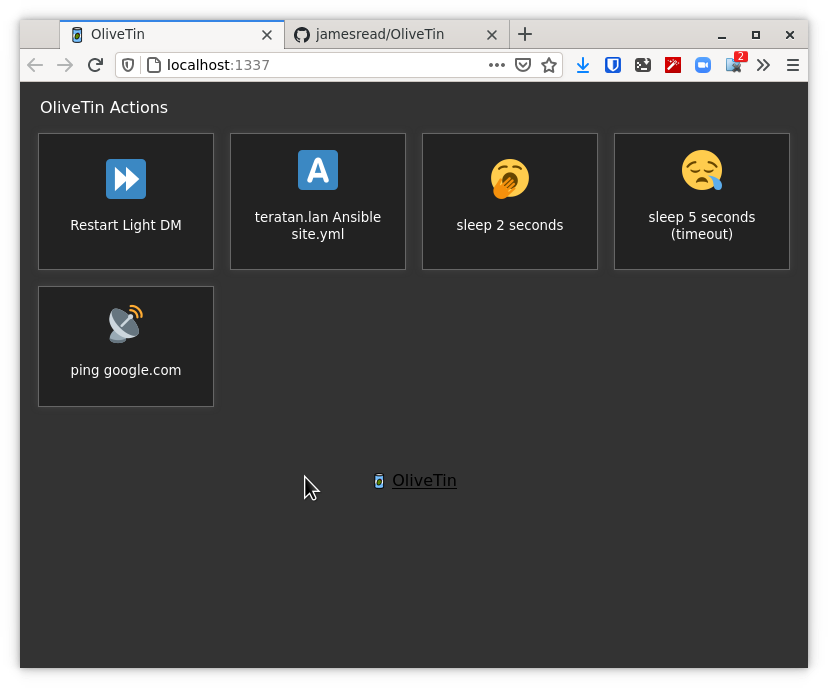 OliveTin
jamesread/OliveTin
localhost:1337
2
OliveTin Actions
Restart Light DM
A
teratan.lan Ansible
site.yml
sleep 2 seconds
sleep 5 seconds
(timeout)
ping google.com
OliveTin